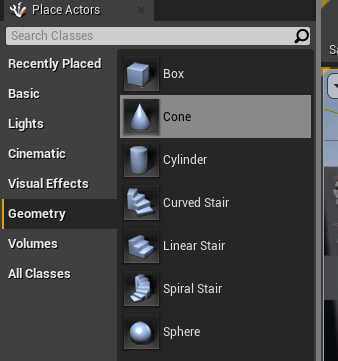 Place Actors
Search Classes
Recently Placed
Basic
Lights
Cinematic
Visual Effects
Geometry
Volumes
All Classes
Box
Cone
Cylinder
Curved Stair
Linear Stair
Spiral Stair
Sphere